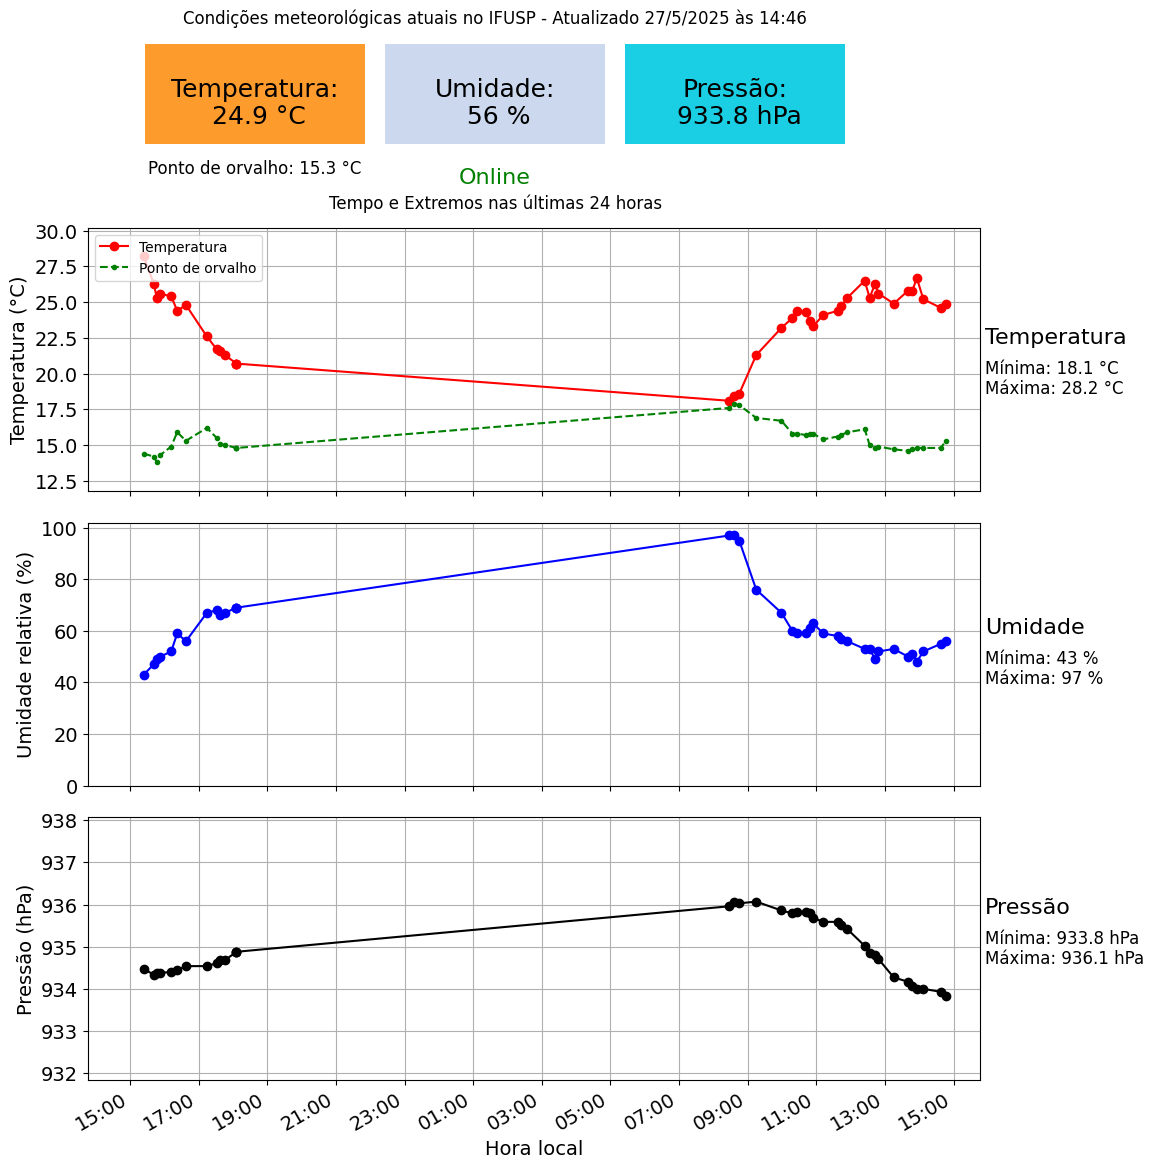 Condições meteorológicas atuais no IFUSP - Atualizado 27/5/2025 às 14:46
Temperatura:
24.9 °C
Umidade:
56 %
Pressão:
933.8 hPa
Ponto de orvalho: 15.3 °C
Online
Tempo e Extremos nas últimas 24 horas
Temperatura (°C)
30.0
27.5
25.0
22.5
20.0
17.5
15.0
12.5
Temperatura
Ponto de orvalho
Temperatura
Mínima: 18.1 °C
Máxima: 28.2 °C
Umidade relativa (%)
100
80
60
40
20
0
Umidade
Mínima: 43 %
Máxima: 97 %
Pressão (hPa)
938
937
936
935
934
933
932
Pressão
Mínima: 933.8 hPa
Máxima: 936.1 hPa
15:00 17:00 19:00 21:00 23:00 01:00 03:00 05:00 07:00 09:00 11:00 13:00 15:00
Hora local